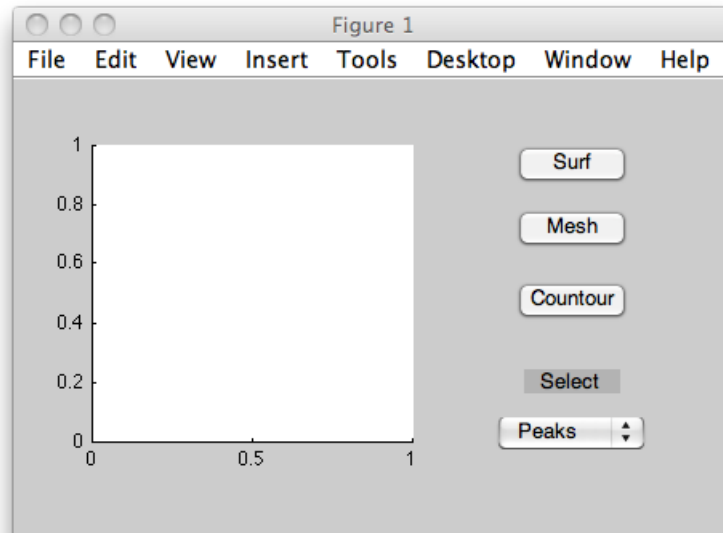 Figure 1
File Edit View Insert Tools Desktop Window Help
1
0.8
0.6
0.4
0.2
0
0 0.5 1
Surf
Mesh
Countour
Select
Peaks